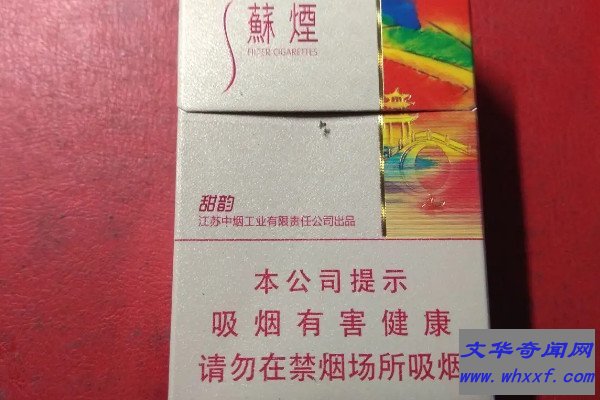 蘇煙
FILTER CIGARETTES
甜韵
江苏中烟工业有限责任公司出品
本公司提示
吸烟有害健康
请勿在禁烟场所吸烟
文华奇闻网
www.whxxf.com